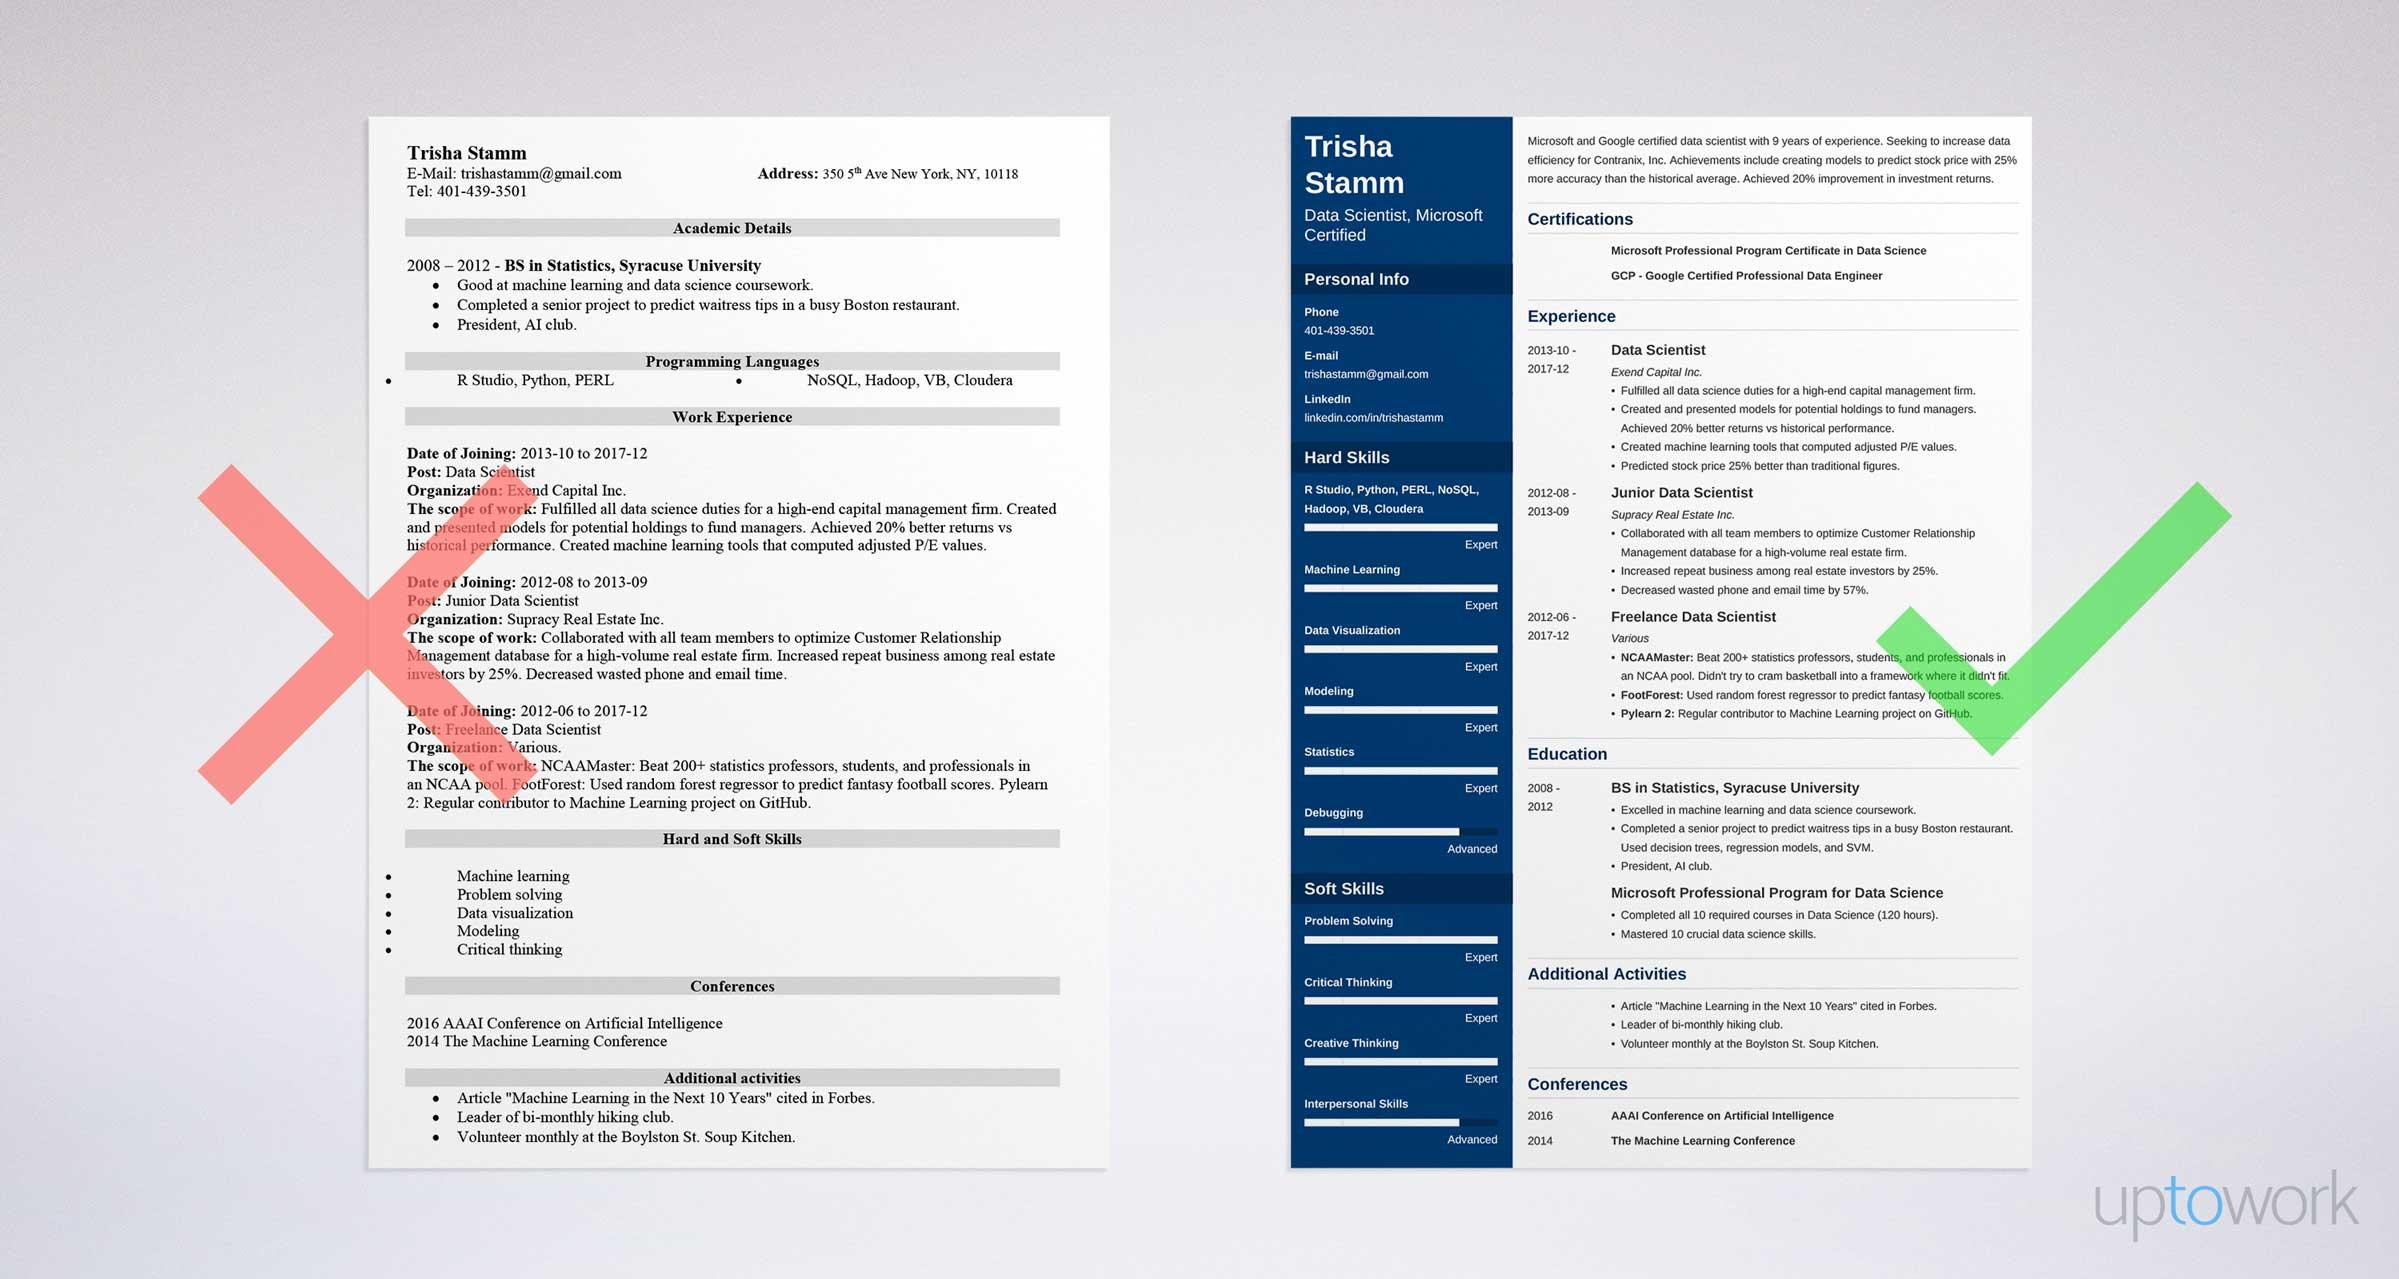 Trisha Stamm
E-Mail: trishastamm@gmail.com
Address: 350 5th Ave New York, NY, 10118
Tel: 401-439-3501
Academic Details
2008 – 2012 - BS in Statistics, Syracuse University
• Good at machine learning and data science coursework.
• Completed a senior project to predict waitress tips in a busy Boston restaurant.
• President, AI club.
Programming Languages
• R Studio, Python, PERL • NoSQL, Hadoop, VB, Cloudera
Work Experience
Date of Joining: 2013-10 to 2017-12
Post: Data Scientist
Organization: Exend Capital Inc.
The scope of work: Fulfilled all data science duties for a high-end capital management firm. Created
and presented models for potential holdings to fund managers. Achieved 20% better returns vs
historical performance. Created machine learning tools that computed adjusted P/E values.
Date of Joining: 2012-08 to 2013-09
Post: Junior Data Scientist
Organization: Supracy Real Estate Inc.
The scope of work: Collaborated with all team members to optimize Customer Relationship
Management database for a high-volume real estate firm. Increased repeat business among real estate
investors by 25%. Decreased wasted phone and email time.
Date of Joining: 2012-06 to 2017-12
Post: Freelance Data Scientist
Organization: Various.
The scope of work: NCAAMaster: Beat 200+ statistics professors, students, and professionals in
an NCAA pool. FootForest: Used random forest regressor to predict fantasy football scores. Pylearn
2: Regular contributor to Machine Learning project on GitHub.
Hard and Soft Skills
• Machine learning
• Problem solving
• Data visualization
• Modeling
• Critical thinking
Conferences
2016 AAAI Conference on Artificial Intelligence
2014 The Machine Learning Conference
Additional activities
• Article "Machine Learning in the Next 10 Years" cited in Forbes.
• Leader of bi-monthly hiking club.
• Volunteer monthly at the Boylston St. Soup Kitchen.
Trisha
Stamm
Data Scientist, Microsoft
Certified
Personal Info
Phone
401-439-3501
E-mail
trishastamm@gmail.com
LinkedIn
linkedin.com/in/trishastamm
Hard Skills
R Studio, Python, PERL, NoSQL,
Hadoop, VB, Cloudera
Expert
Machine Learning
Expert
Data Visualization
Expert
Modeling
Expert
Statistics
Expert
Debugging
Advanced
Soft Skills
Problem Solving
Expert
Critical Thinking
Expert
Creative Thinking
Expert
Interpersonal Skills
Advanced
Microsoft and Google certified data scientist with 9 years of experience. Seeking to increase data
efficiency for Contranix, Inc. Achievements include creating models to predict stock price with 25%
more accuracy than the historical average. Achieved 20% improvement in investment returns.
Certifications
Microsoft Professional Program Certificate in Data Science
GCP - Google Certified Professional Data Engineer
Experience
2013-10 - Data Scientist
2017-12 Exend Capital Inc.
• Fulfilled all data science duties for a high-end capital management firm.
• Created and presented models for potential holdings to fund managers.
Achieved 20% better returns vs historical performance.
• Created machine learning tools that computed adjusted P/E values.
• Predicted stock price 25% better than traditional figures.
2012-08 - Junior Data Scientist
2013-09 Supracy Real Estate Inc.
• Collaborated with all team members to optimize Customer Relationship
Management database for a high-volume real estate firm.
• Increased repeat business among real estate investors by 25%.
• Decreased wasted phone and email time by 57%.
2012-06 - Freelance Data Scientist
2017-12 Various
• NCAAMaster: Beat 200+ statistics professors, students, and professionals in
an NCAA pool. Didn't try to cram basketball into a framework where it didn't fit.
• FootForest: Used random forest regressor to predict fantasy football scores.
• Pylearn 2: Regular contributor to Machine Learning project on GitHub.
Education
2008 - BS in Statistics, Syracuse University
2012 • Excelled in machine learning and data science coursework.
• Completed a senior project to predict waitress tips in a busy Boston restaurant.
Used decision trees, regression models, and SVM.
• President, AI club.
Microsoft Professional Program for Data Science
• Completed all 10 required courses in Data Science (120 hours).
• Mastered 10 crucial data science skills.
Additional Activities
• Article "Machine Learning in the Next 10 Years" cited in Forbes.
• Leader of bi-monthly hiking club.
• Volunteer monthly at the Boylston St. Soup Kitchen.
Conferences
2016 AAAI Conference on Artificial Intelligence
2014 The Machine Learning Conference
uptowork